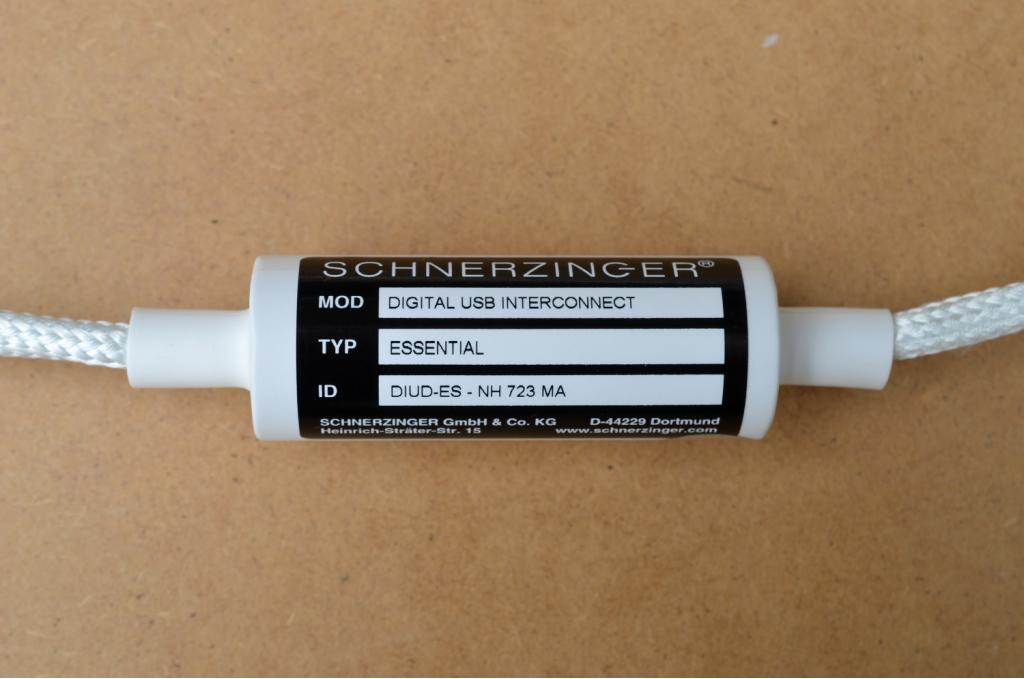 SCHNERZINGER®
MOD DIGITAL USB INTERCONNECT
TYP ESSENTIAL
ID DIUD-ES - NH 723 MA
SCHNERZINGER GmbH & Co. KG D-44229 Dortmund
Heinrich-Sträter-Str. 15 www.schnerzinger.com